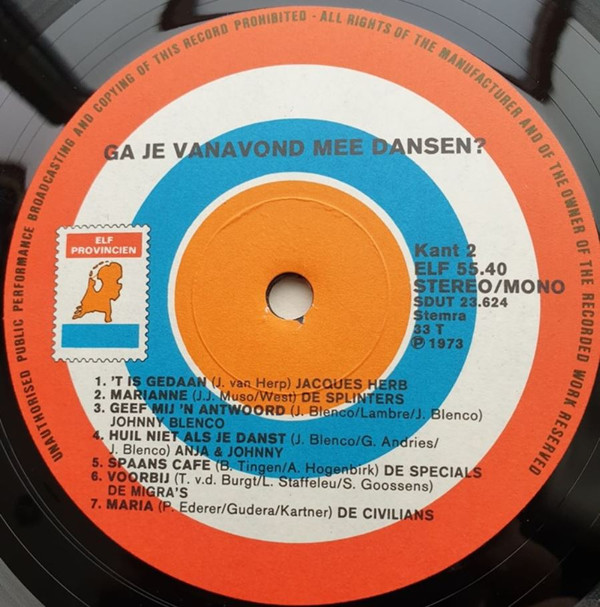 UNAUTHORISED PUBLIC PERFORMANCE BROADCASTING AND COPYING OF THIS RECORD PROHIBITED - ALL RIGHTS OF THE MANUFACTURER AND OF THE OWNER OF THE RECORDED WORK RESERVED
GA JE VANAVOND MEE DANSEN?
ELF
PROVINCIEN
Kant 2
ELF 55.40
STEREO/MONO
SDUT 23.624
Stemra
33 T
℗ 1973
1. 'T IS GEDAAN (J. van Herp) JACQUES HERB
2. MARIANNE (J.J. Muso/West) DE SPLINTERS
3. GEEF MIJ 'N ANTWOORD (J. Blenco/Lambre/J. Blenco)
JOHNNY BLENCO
4. HUIL NIET ALS JE DANST (J. Blenco/G. Andries/
J. Blenco) ANJA & JOHNNY
5. SPAANS CAFE (B. Tingen/A. Hogenbirk) DE SPECIALS
6. VOORBIJ (T. v.d. Burgt/L. Staffeleu/S. Goossens)
DE MIGRA'S
7. MARIA (P. Ederer/Gudera/Kartner) DE CIVILIANS